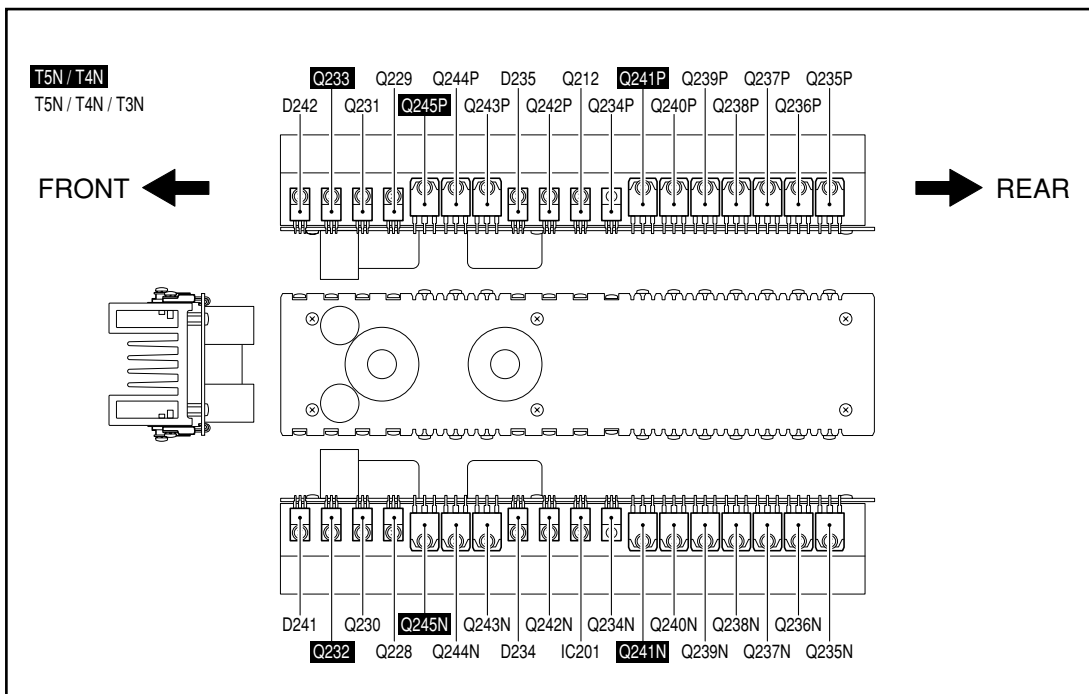 T5N / T4N
T5N / T4N / T3N
Q233 Q229 Q244P D235 Q212 Q241P Q239P Q237P Q235P
D242 Q231 Q245P Q243P Q242P Q234P Q240P Q238P Q236P
FRONT
REAR
D241 Q230 Q245N Q243N Q242N Q234N Q240N Q238N Q236N
Q232 Q228 Q244N D234 IC201 Q241N Q239N Q237N Q235N